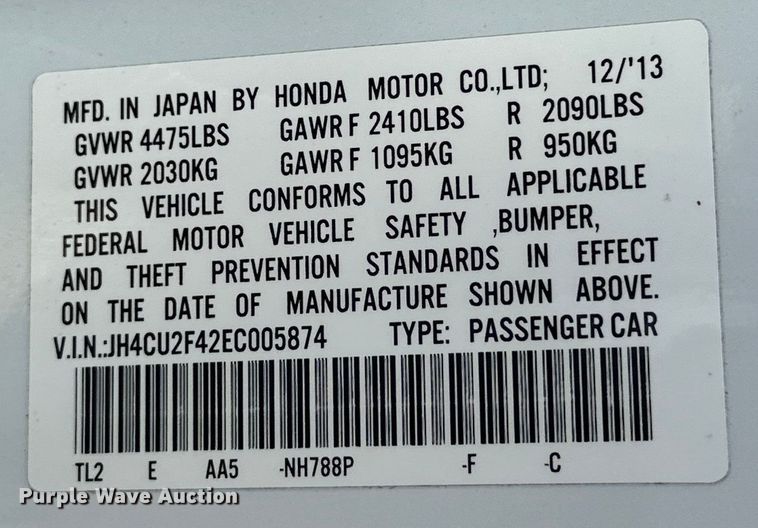 MFD. IN JAPAN BY HONDA MOTOR CO.,LTD; 12/'13
GVWR 4475LBS GAWR F 2410LBS R 2090LBS
GVWR 2030KG GAWR F 1095KG R 950KG
THIS VEHICLE CONFORMS TO ALL APPLICABLE
FEDERAL MOTOR VEHICLE SAFETY ,BUMPER,
AND THEFT PREVENTION STANDARDS IN EFFECT
ON THE DATE OF MANUFACTURE SHOWN ABOVE.
V.I.N.:JH4CU2F42EC005874 TYPE: PASSENGER CAR
TL2 E AA5 -NH788P -F -C
Purple Wave Auction